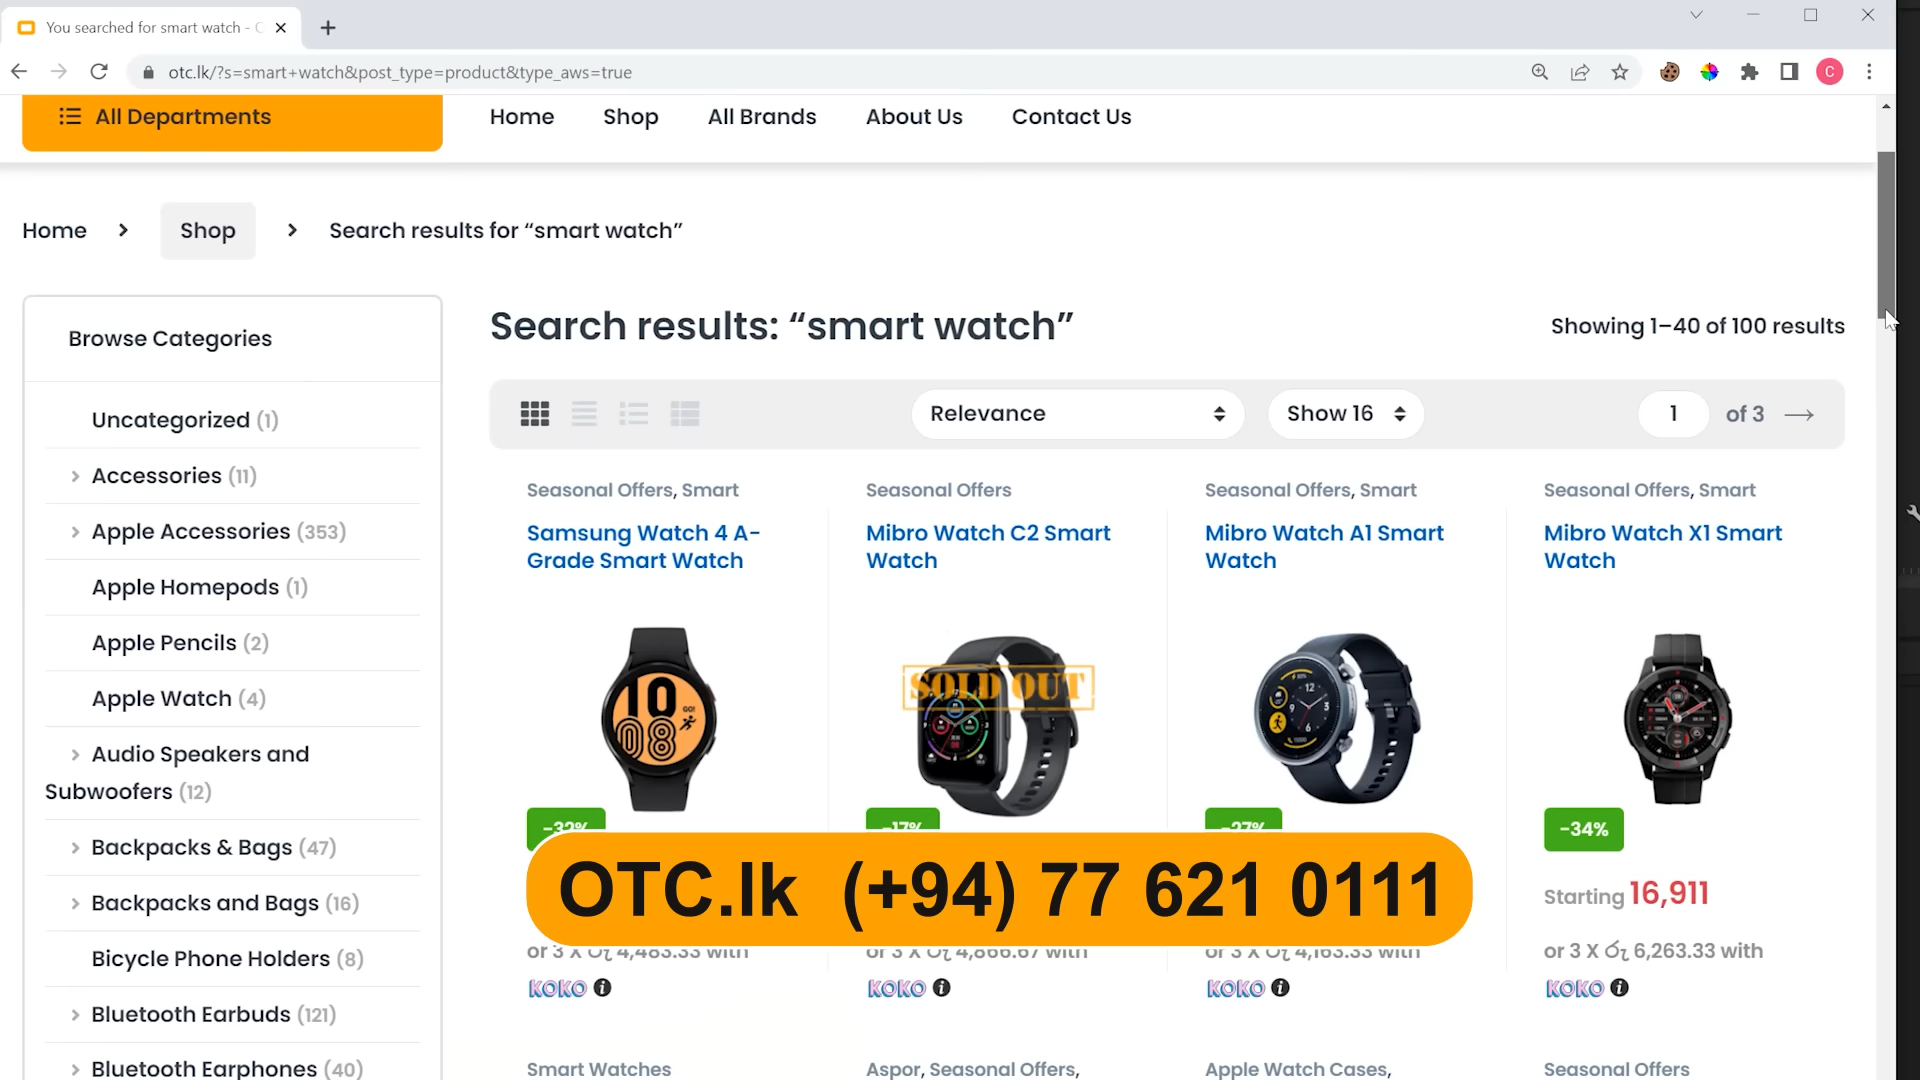 You searched for smart watch -
otc.lk/?s=smart+watch&post_type=product&type_aws=true
C
All Departments
Home
Shop
All Brands
About Us
Contact Us
Home
Shop
Search results for “smart watch”
Browse Categories
Uncategorized (1)
Accessories (11)
Apple Accessories (353)
Apple Homepods (1)
Apple Pencils (2)
Apple Watch (4)
Audio Speakers and
Subwoofers (12)
Backpacks & Bags (47)
Backpacks and Bags (16)
Bicycle Phone Holders (8)
Bluetooth Earbuds (121)
Bluetooth Earphones (40)
Search results: “smart watch”
Showing 1–40 of 100 results
Relevance
Show 16
1
of 3
Seasonal Offers, Smart
Samsung Watch 4 A-
Grade Smart Watch
10
08
GO!
-32%
or 3 X රු 4,483.33 with
KOKO
Seasonal Offers
Mibro Watch C2 Smart
Watch
SOLD OUT
-17%
or 3 X රු 4,866.67 with
KOKO
Seasonal Offers, Smart
Mibro Watch A1 Smart
Watch
-27%
or 3 X රු 4,163.33 with
KOKO
Seasonal Offers, Smart
Mibro Watch X1 Smart
Watch
-34%
Starting 16,911
or 3 X රු 6,263.33 with
KOKO
OTC.lk (+94) 77 621 0111
Smart Watches
Aspor, Seasonal Offers,
Apple Watch Cases,
Seasonal Offers